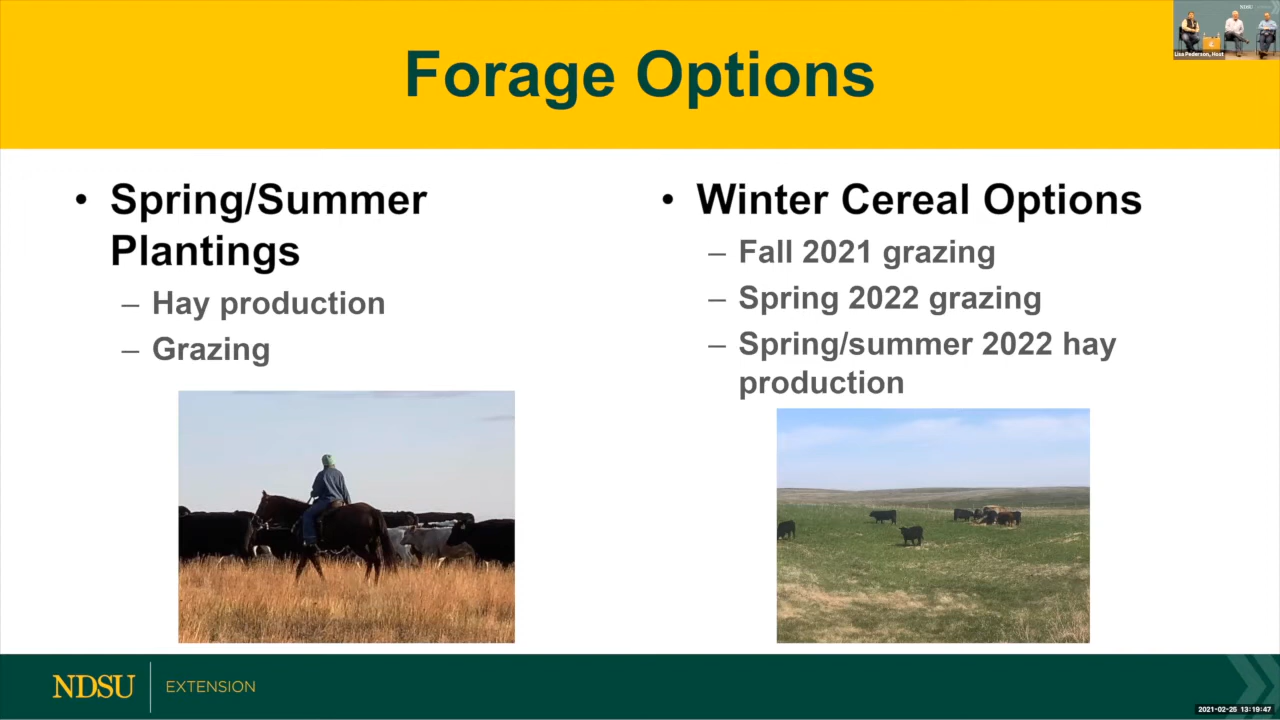 Forage Options
NDSU
Lisa Pederson, Host
• Spring/Summer
Plantings
– Hay production
– Grazing
• Winter Cereal Options
– Fall 2021 grazing
– Spring 2022 grazing
– Spring/summer 2022 hay
production
NDSU
EXTENSION
2021-02-25 13:19:47